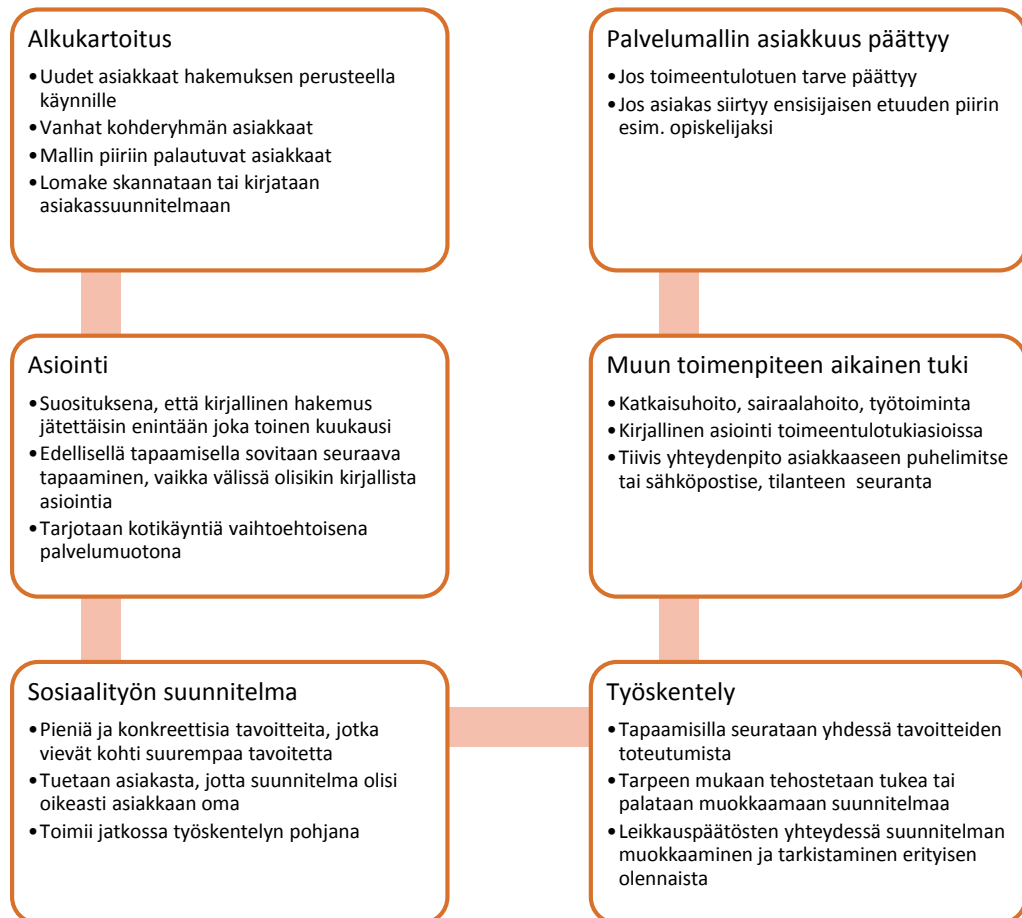 Alkukartoitus
•Uudet asiakkaat hakemuksen perusteella
käynnille
•Vanhat kohderyhmän asiakkaat
•Mallin piiriin palautuvat asiakkaat
•Lomake skannataan tai kirjataan
asiakassuunnitelmaan
Asiointi
•Suosituksena, että kirjallinen hakemus
jätettäisin enintään joka toinen kuukausi
•Edellisellä tapaamisella sovitaan seuraava
tapaaminen, vaikka välissä olisikin kirjallista
asiointia
•Tarjotaan kotikäyntiä vaihtoehtoisena
palvelumuotona
Sosiaalityön suunnitelma
•Pieniä ja konkreettisia tavoitteita, jotka
vievät kohti suurempaa tavoitetta
•Tuetaan asiakasta, jotta suunnitelma olisi
oikeasti asiakkaan oma
•Toimii jatkossa työskentelyn pohjana
Työskentely
•Tapaamisilla seurataan yhdessä tavoitteiden
toteutumista
•Tarpeen mukaan tehostetaan tukea tai
palataan muokkaamaan suunnitelmaa
•Leikkauspäätösten yhteydessä suunnitelman
muokkaaminen ja tarkistaminen erityisen
olennaista
Muun toimenpiteen aikainen tuki
•Katkaisuhoito, sairaalahoito, työtoiminta
•Kirjallinen asiointi toimeentulotukiasioissa
•Tiivis yhteydenpito asiakkaaseen puhelimitse
tai sähköpostise, tilanteen seuranta
Palvelumallin asiakkuus päättyy
•Jos toimeentulotuen tarve päättyy
•Jos asiakas siirtyy ensisijaisen etuuden piirin
esim. opiskelijaksi